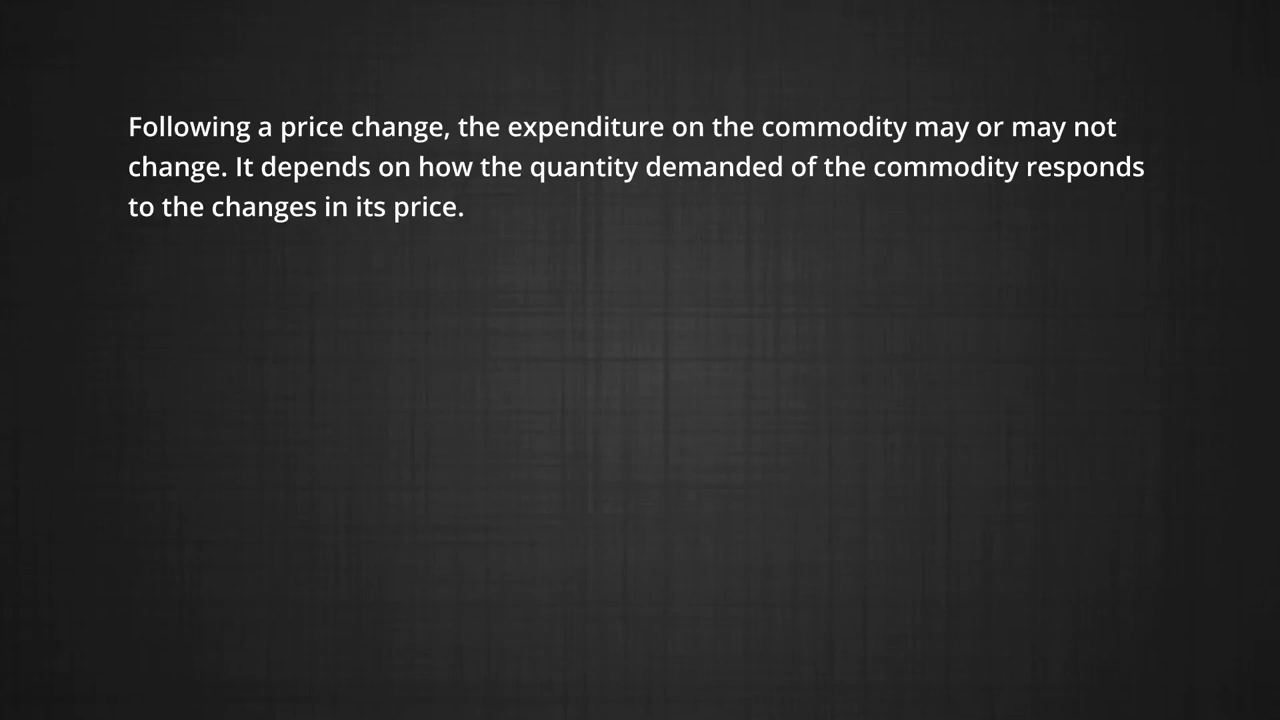 Following a price change, the expenditure on the commodity may or may not
change. It depends on how the quantity demanded of the commodity responds
to the changes in its price.